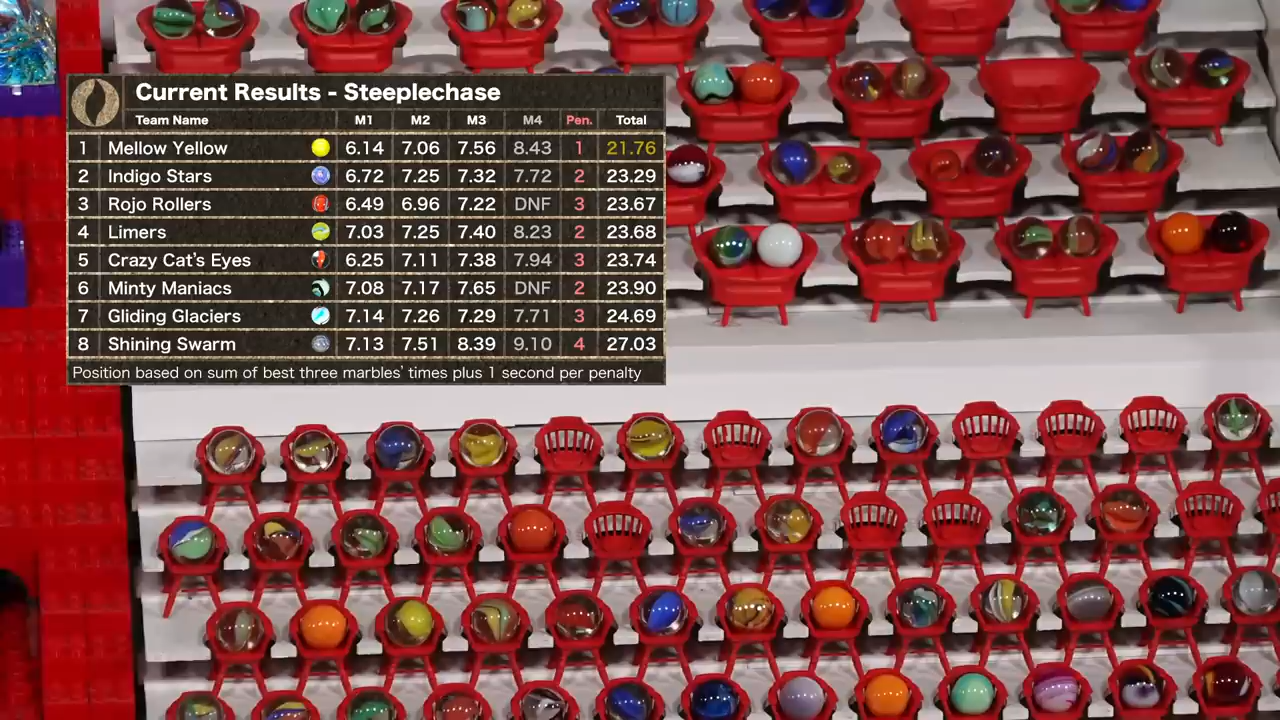 Current Results - Steeplechase
Team Name M1 M2 M3 M4 Pen. Total
1 Mellow Yellow 6.14 7.06 7.56 8.43 1 21.76
2 Indigo Stars 6.72 7.25 7.32 7.72 2 23.29
3 Rojo Rollers 6.49 6.96 7.22 DNF 3 23.67
4 Limers 7.03 7.25 7.40 8.23 2 23.68
5 Crazy Cat's Eyes 6.25 7.11 7.38 7.94 3 23.74
6 Minty Maniacs 7.08 7.17 7.65 DNF 2 23.90
7 Gliding Glaciers 7.14 7.26 7.29 7.71 3 24.69
8 Shining Swarm 7.13 7.51 8.39 9.10 4 27.03
Position based on sum of best three marbles' times plus 1 second per penalty